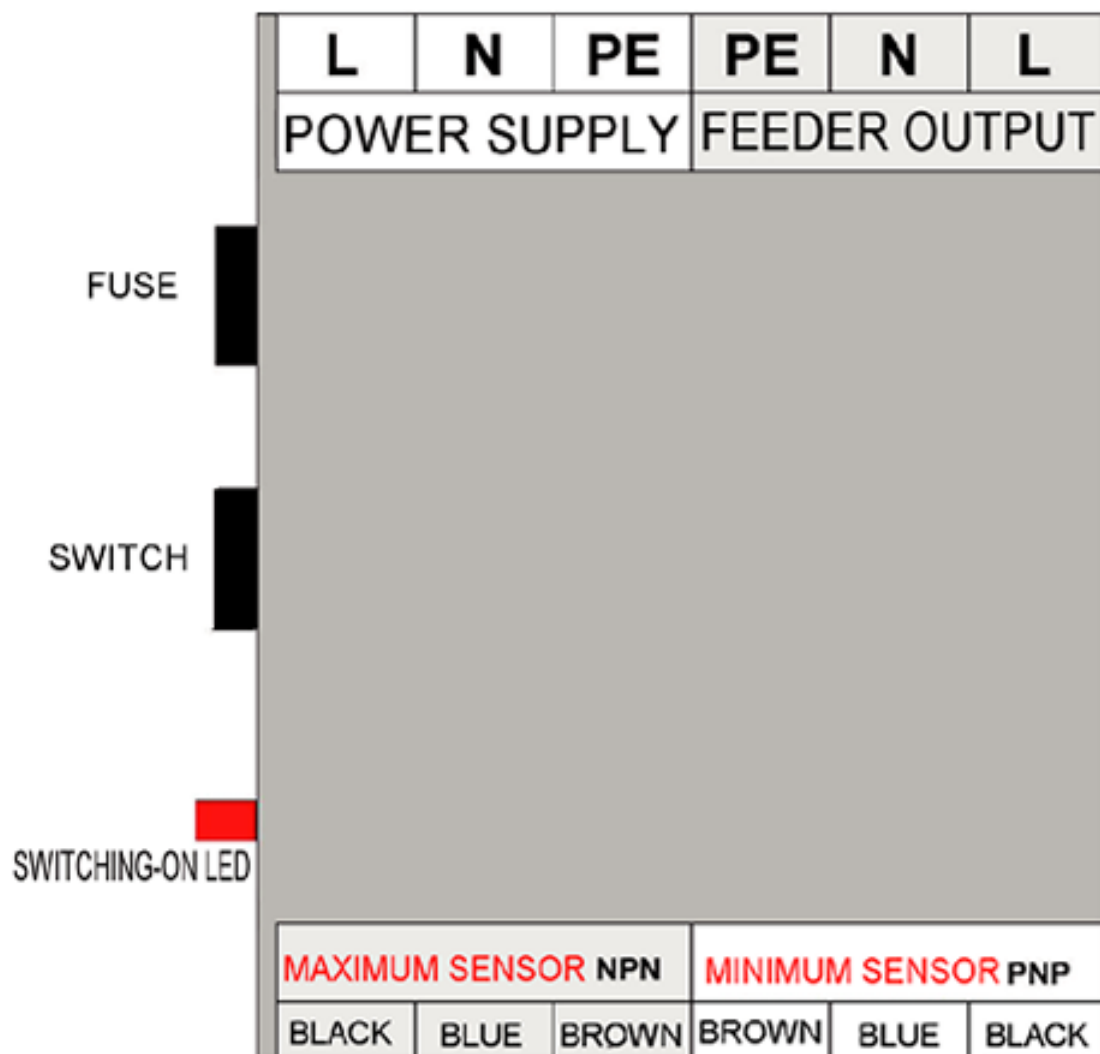 L N PE PE N L
POWER SUPPLY FEEDER OUTPUT
FUSE
SWITCH
SWITCHING-ON LED
MAXIMUM SENSOR NPN MINIMUM SENSOR PNP
BLACK BLUE BROWN BROWN BLUE BLACK